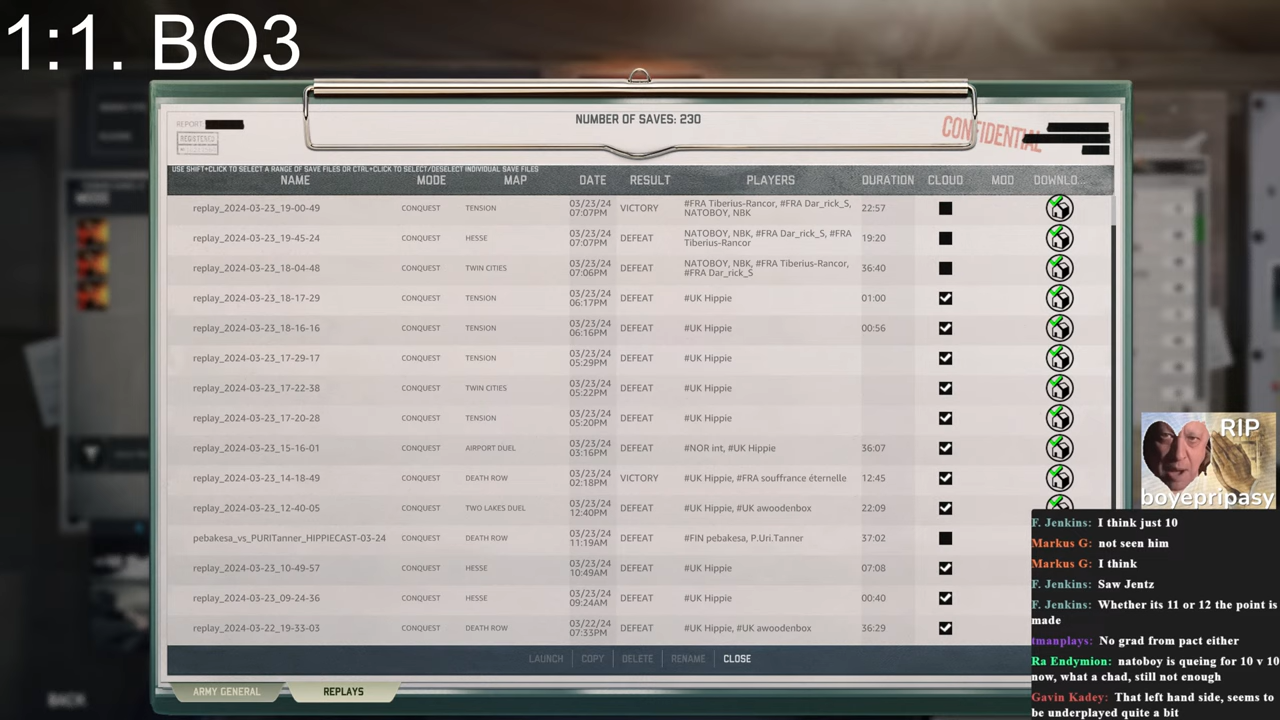 1:1. BO3
NUMBER OF SAVES: 230
REPORT
REGISTERED
CONFIDENTIAL
USE SHIFT+CLICK TO SELECT A RANGE OF SAVE FILES OR CTRL+CLICK TO SELECT/DESELECT INDIVIDUAL SAVE FILES
NAME MODE MAP DATE RESULT PLAYERS DURATION CLOUD MOD DOWNLO...
replay_2024-03-23_19-00-49 CONQUEST TENSION 03/23/24 07:07PM VICTORY #FRA Tiberius-Rancor, #FRA Dar_rick_S, NATOBOY, NBK 22:57
replay_2024-03-23_19-45-24 CONQUEST HESSE 03/23/24 07:07PM DEFEAT NATOBOY, NBK, #FRA Dar_rick_S, #FRA Tiberius-Rancor 19:20
replay_2024-03-23_18-04-48 CONQUEST TWIN CITIES 03/23/24 07:06PM DEFEAT NATOBOY, NBK, #FRA Tiberius-Rancor, #FRA Dar_rick_S 36:40
replay_2024-03-23_18-17-29 CONQUEST TENSION 03/23/24 06:17PM DEFEAT #UK Hippie 01:00
replay_2024-03-23_18-16-16 CONQUEST TENSION 03/23/24 06:16PM DEFEAT #UK Hippie 00:56
replay_2024-03-23_17-29-17 CONQUEST TENSION 03/23/24 05:29PM DEFEAT #UK Hippie
replay_2024-03-23_17-22-38 CONQUEST TWIN CITIES 03/23/24 05:22PM DEFEAT #UK Hippie
replay_2024-03-23_17-20-28 CONQUEST TENSION 03/23/24 05:20PM DEFEAT #UK Hippie
replay_2024-03-23_15-16-01 CONQUEST AIRPORT DUEL 03/23/24 03:16PM DEFEAT #NOR int, #UK Hippie 36:07
replay_2024-03-23_14-18-49 CONQUEST DEATH ROW 03/23/24 02:18PM VICTORY #UK Hippie, #FRA souffrance éternelle 12:45
replay_2024-03-23_12-40-05 CONQUEST TWO LAKES DUEL 03/23/24 12:40PM DEFEAT #UK Hippie, #UK awoodenbox 22:09
pebakesa_vs_PURITanner_HIPPIECAST-03-24 CONQUEST DEATH ROW 03/23/24 11:19AM DEFEAT #FIN pebakesa, P.Uri.Tanner 37:02
replay_2024-03-23_10-49-57 CONQUEST HESSE 03/23/24 10:49AM DEFEAT #UK Hippie 07:08
replay_2024-03-23_09-24-36 CONQUEST HESSE 03/23/24 09:24AM DEFEAT #UK Hippie 00:40
replay_2024-03-22_19-33-03 CONQUEST DEATH ROW 03/22/24 07:33PM DEFEAT #UK Hippie, #UK awoodenbox 36:29
LAUNCH COPY DELETE RENAME CLOSE
ARMY GENERAL REPLAYS
BACK
RIP
boyepripasy
F. Jenkins: I think just 10
Markus G: not seen him
Markus G: I think
F. Jenkins: Saw Jentz
F. Jenkins: Whether its 11 or 12 the point is
made
tmanplays: No grad from pact either
Ra Endymion: natoboy is queing for 10 v 10
now, what a chad, still not enough
Gavin Kadey: That left hand side, seems to
be underplayed quite a bit